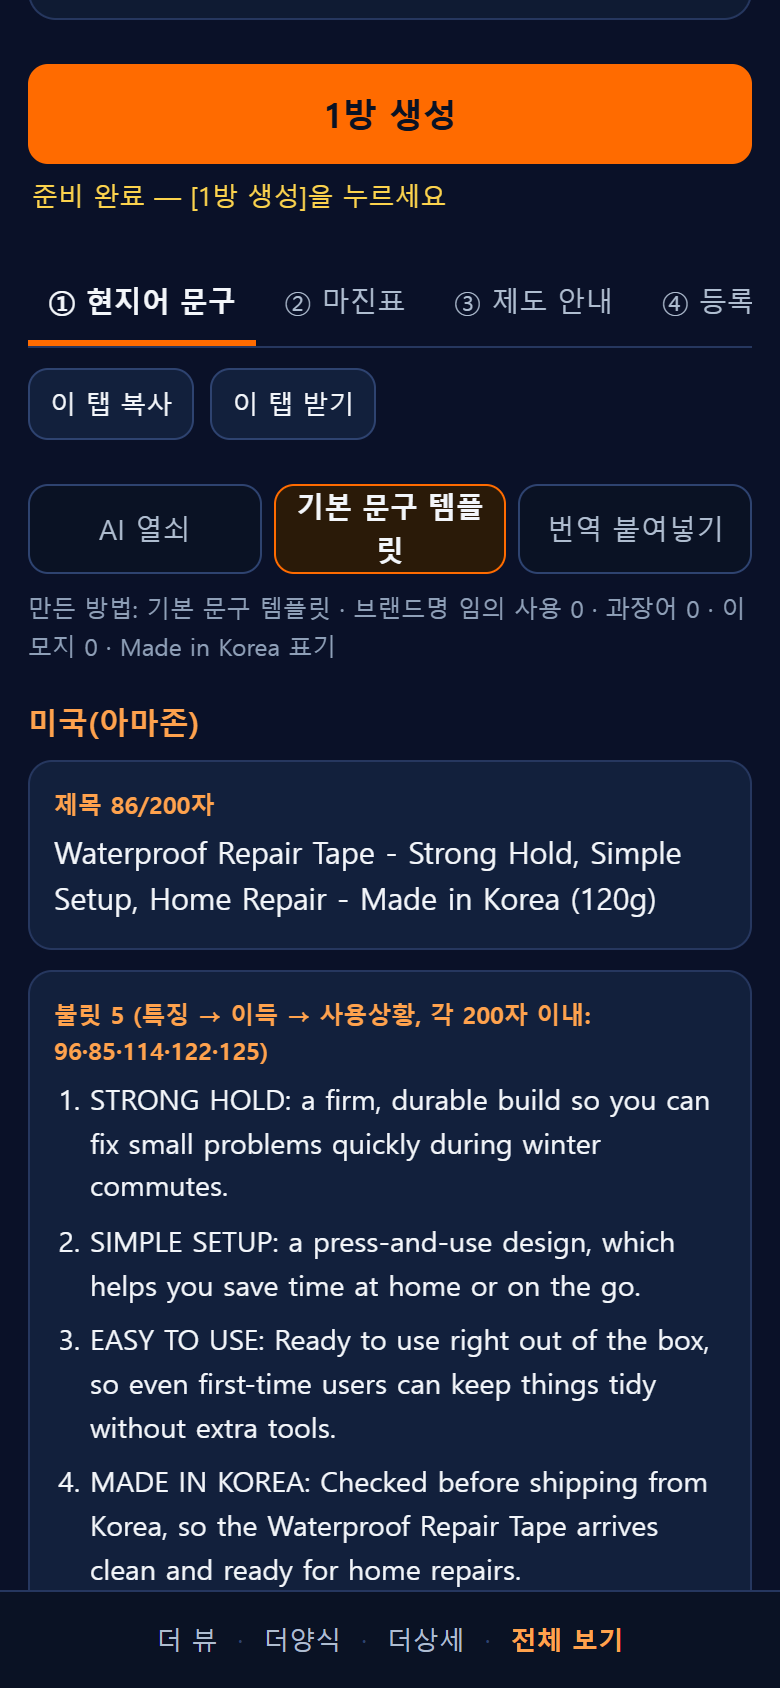 1방 생성
준비 완료 — [1방 생성]을 누르세요
① 현지어 문구 ② 마진표 ③ 제도 안내 ④ 등록
이 탭 복사 이 탭 받기
AI 열쇠 기본 문구 템플
릿 번역 붙여넣기
만든 방법: 기본 문구 템플릿 · 브랜드명 임의 사용 0 · 과장어 0 · 이
모지 0 · Made in Korea 표기
미국(아마존)
제목 86/200자
Waterproof Repair Tape - Strong Hold, Simple
Setup, Home Repair - Made in Korea (120g)
불릿 5 (특징 → 이득 → 사용상황, 각 200자 이내:
96·85·114·122·125)
1. STRONG HOLD: a firm, durable build so you can
fix small problems quickly during winter
commutes.
2. SIMPLE SETUP: a press-and-use design, which
helps you save time at home or on the go.
3. EASY TO USE: Ready to use right out of the box,
so even first-time users can keep things tidy
without extra tools.
4. MADE IN KOREA: Checked before shipping from
Korea, so the Waterproof Repair Tape arrives
clean and ready for home repairs.
더 뷰 · 더양식 · 더상세 · 전체 보기